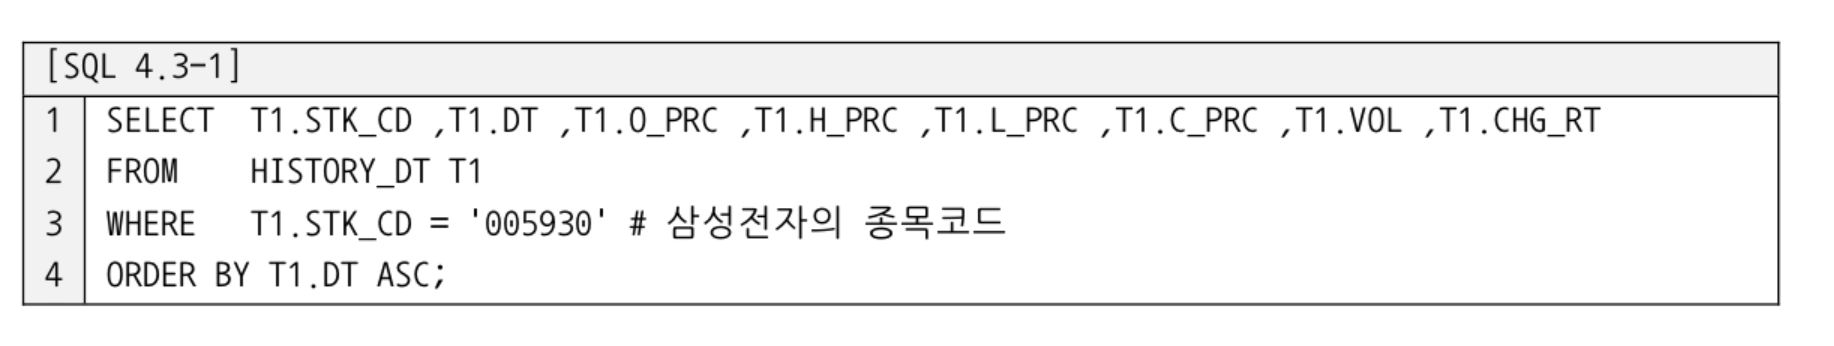 [SQL 4.3-1]
1 SELECT  T1.STK_CD ,T1.DT ,T1.O_PRC ,T1.H_PRC ,T1.L_PRC ,T1.C_PRC ,T1.VOL ,T1.CHG_RT
2 FROM    HISTORY_DT T1
3 WHERE   T1.STK_CD = '005930' # 삼성전자의 종목코드
4 ORDER BY T1.DT ASC;